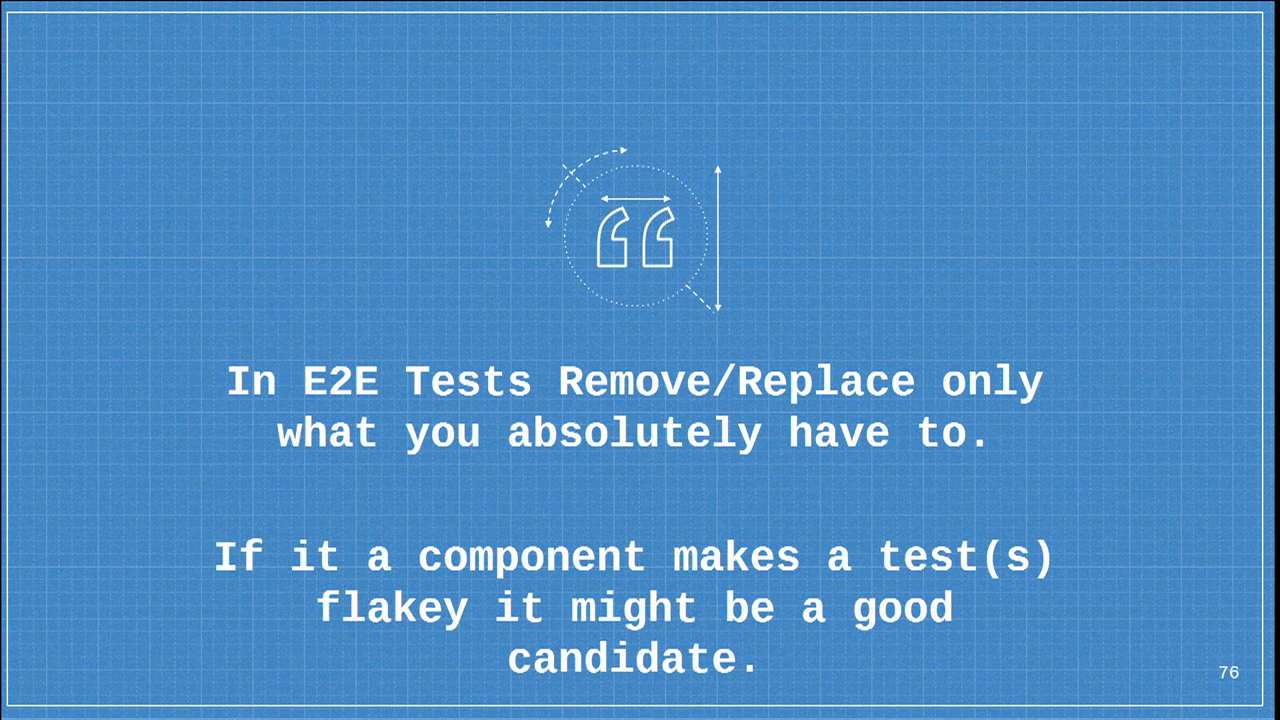 In E2E Tests Remove/Replace only
what you absolutely have to.
If it a component makes a test(s)
flakey it might be a good
candidate.
76